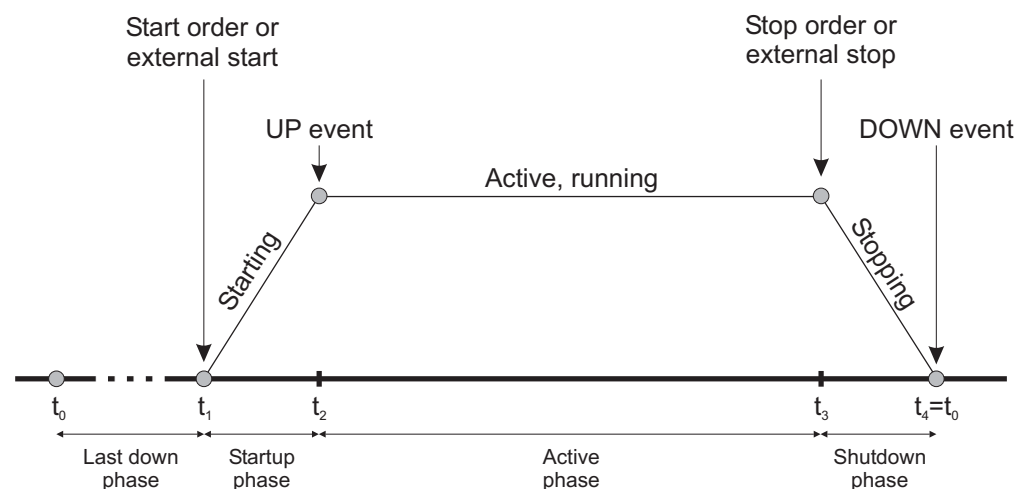 Start order or
external start
Stop order or
external stop
UP event
DOWN event
Active, running
Starting
Stopping
t₀
t₁
t₂
t₃
t₄=t₀
Last down
phase
Startup
phase
Active
phase
Shutdown
phase